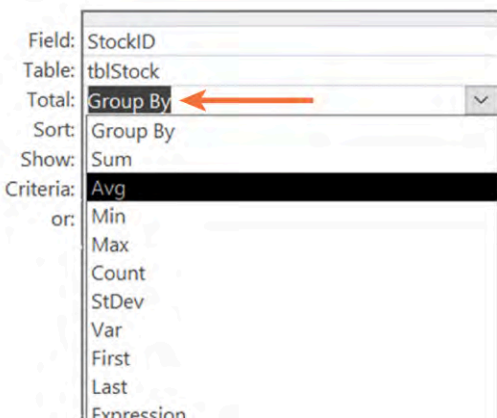 Field: StockID
Table: tblStock
Total: Group By
Sort: Group By
Show: Sum
Criteria: Avg
or: Min
Max
Count
StDev
Var
First
Last
Expression